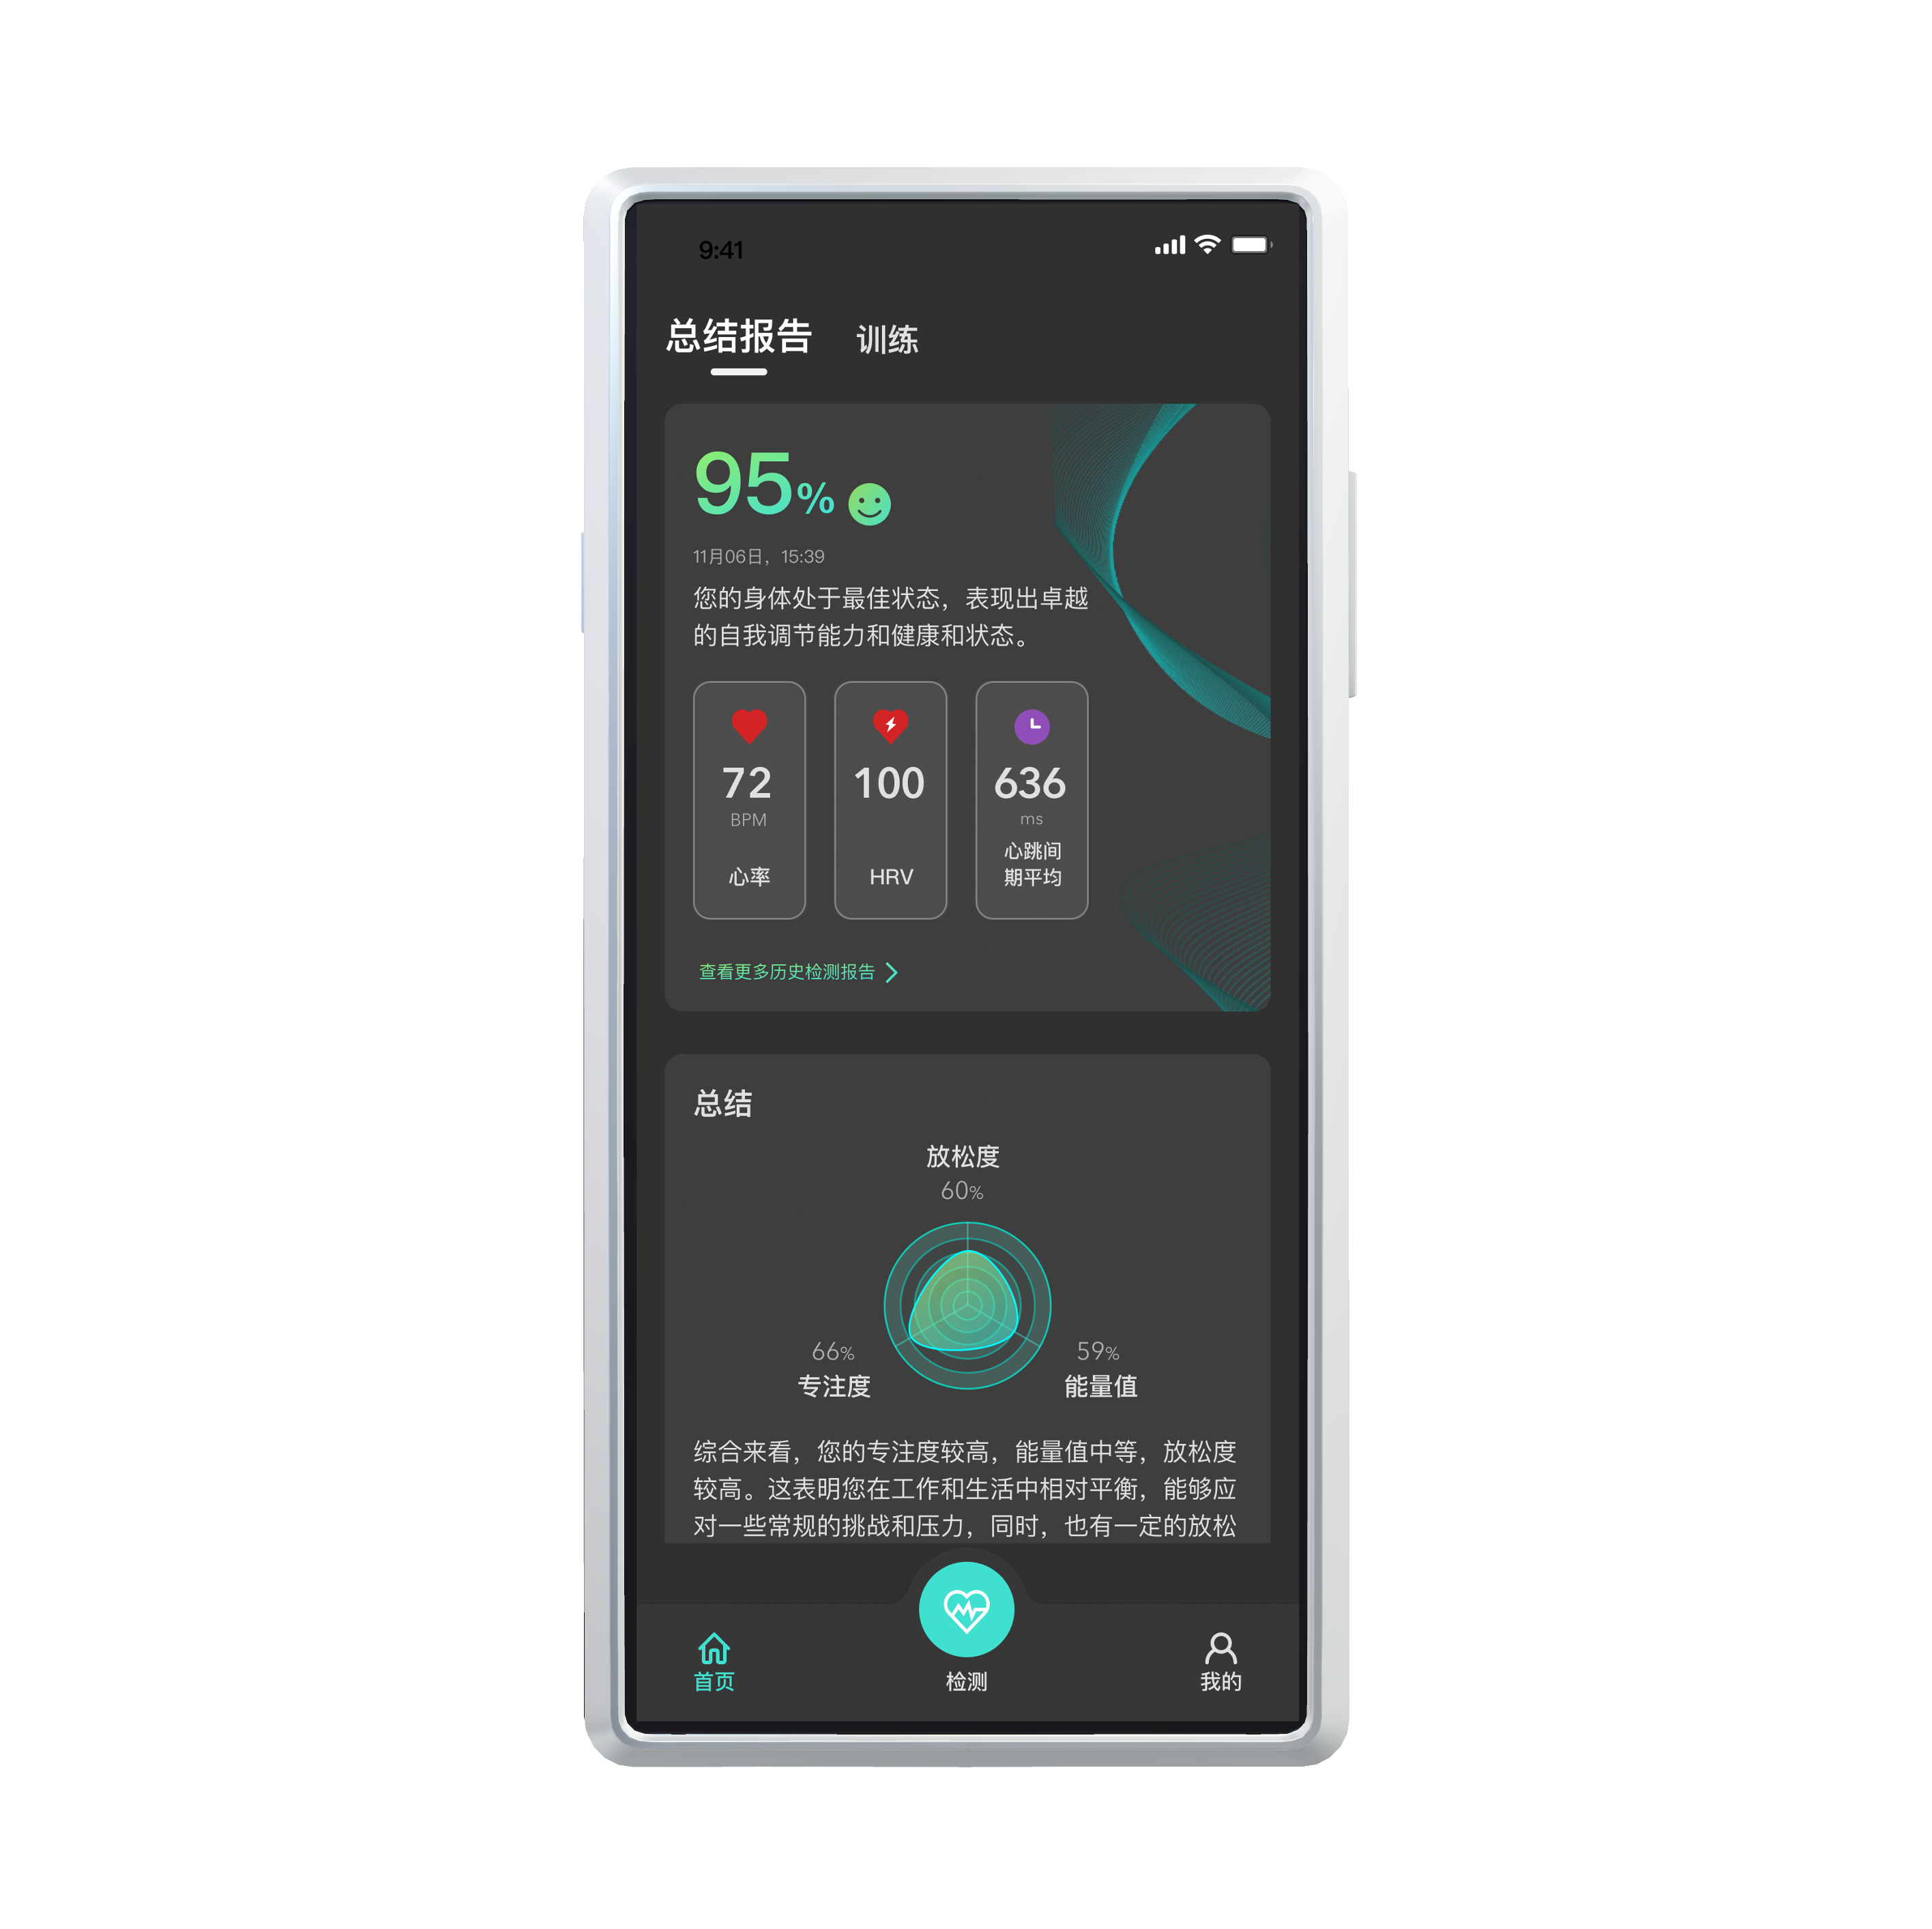 9:41
总结报告 训练
95%
11月06日，15:39
您的身体处于最佳状态，表现出卓越
的自我调节能力和健康和状态。
72
BPM
心率
100
HRV
636
ms
心跳间
期平均
查看更多历史检测报告
总结
放松度
60%
66%
专注度
59%
能量值
综合来看，您的专注度较高，能量值中等，放松度
较高。这表明您在工作和生活中相对平衡，能够应
对一些常规的挑战和压力，同时，也有一定的放松
首页
检测
我的